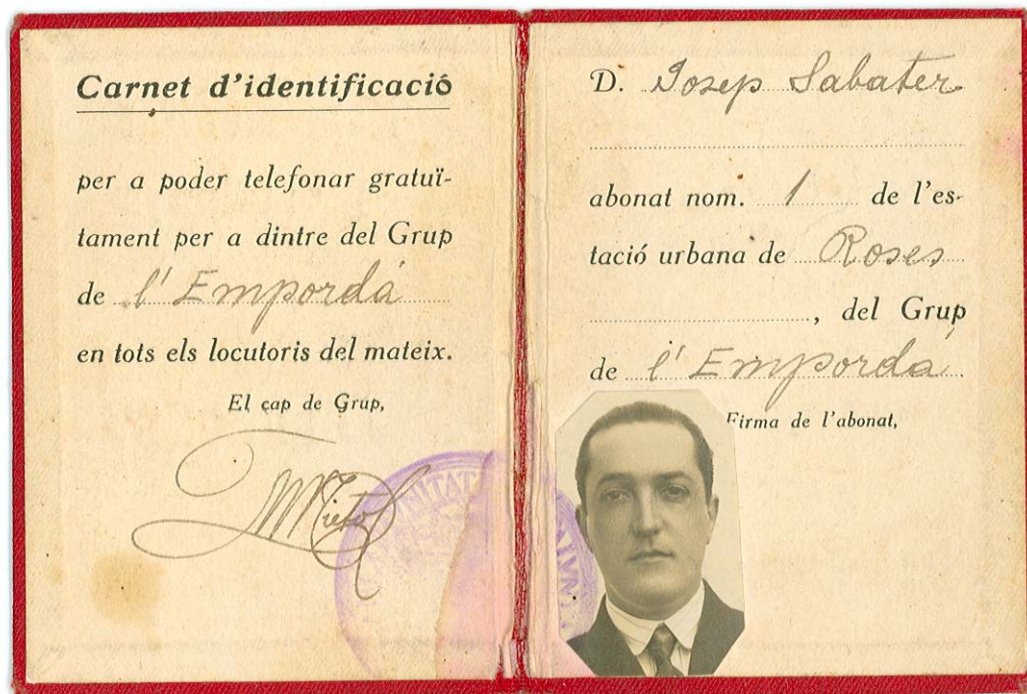 Carnet d'identificació
per a poder telefonar gratuï-
tament per a dintre del Grup
de l'Empordá
en tots els locutoris del mateix.
El cap de Grup,
D. Josep Sabater
abonat nom. 1 de l'es-
tació urbana de Roses
, del Grup
de l'Empordá
Firma de l'abonat,